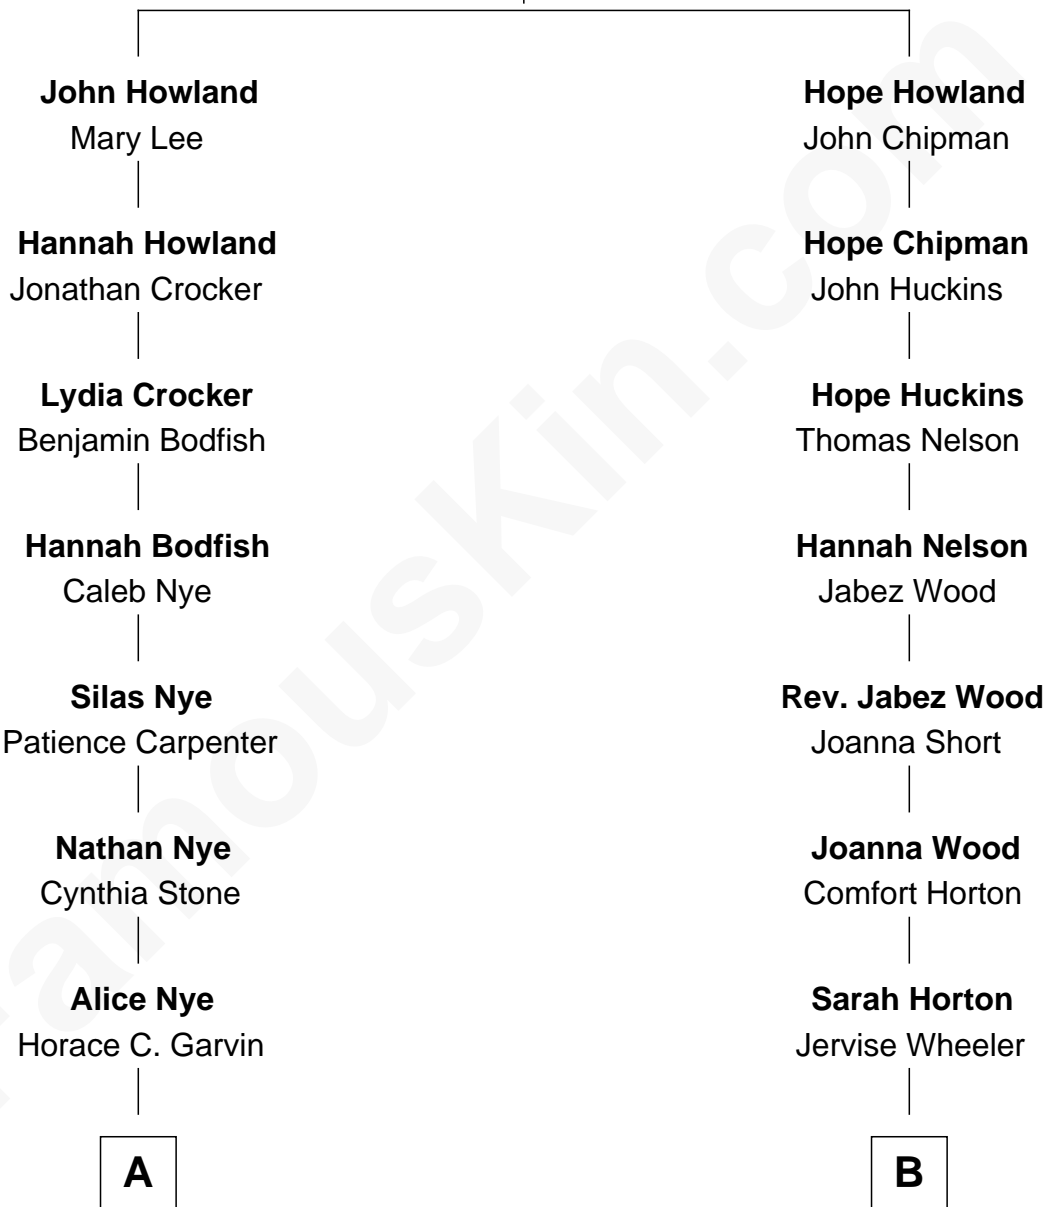 John Howland
Mary Lee
Hannah Howland
Jonathan Crocker
Lydia Crocker
Benjamin Bodfish
Hannah Bodfish
Caleb Nye
Silas Nye
Patience Carpenter
Nathan Nye
Cynthia Stone
Alice Nye
Horace C. Garvin
A
Hope Howland
John Chipman
Hope Chipman
John Huckins
Hope Huckins
Thomas Nelson
Hannah Nelson
Jabez Wood
Rev. Jabez Wood
Joanna Short
Joanna Wood
Comfort Horton
Sarah Horton
Jervise Wheeler
B
FamousKin.com